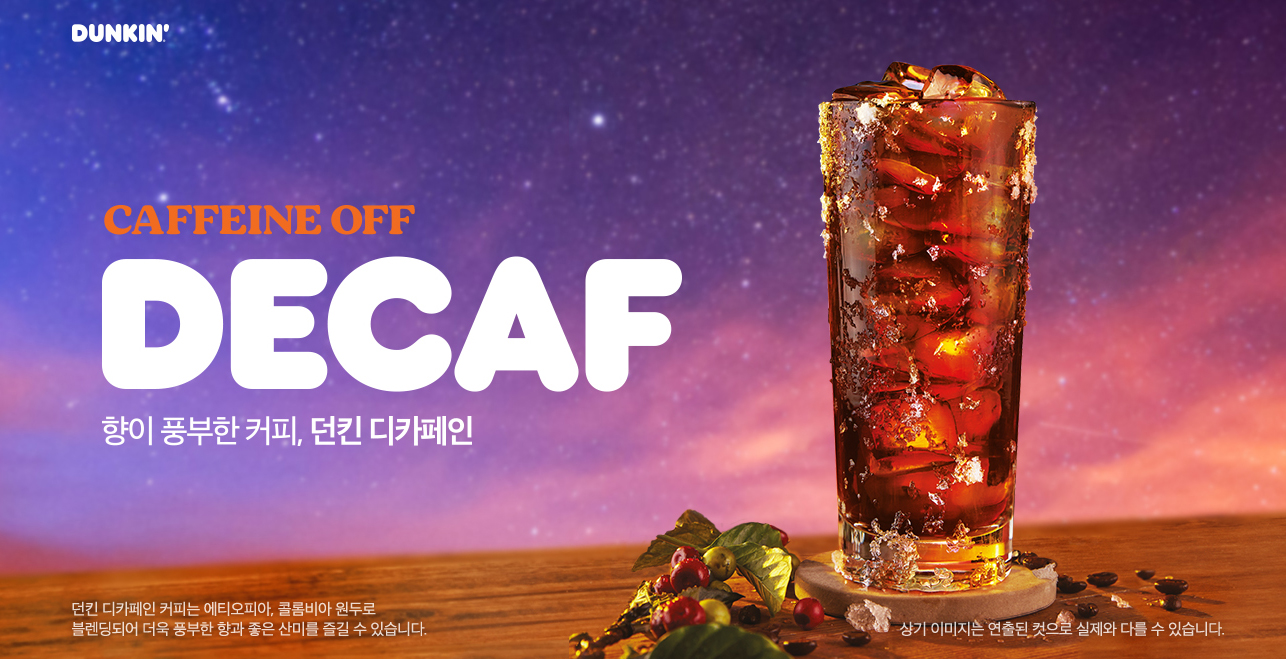 DUNKIN'
CAFFEINE OFF
DECAF
향이 풍부한 커피, 던킨 디카페인
던킨 디카페인 커피는 에티오피아, 콜롬비아 원두로
블렌딩되어 더욱 풍부한 향과 좋은 산미를 즐길 수 있습니다.
상기 이미지는 연출된 컷으로 실제와 다를 수 있습니다.